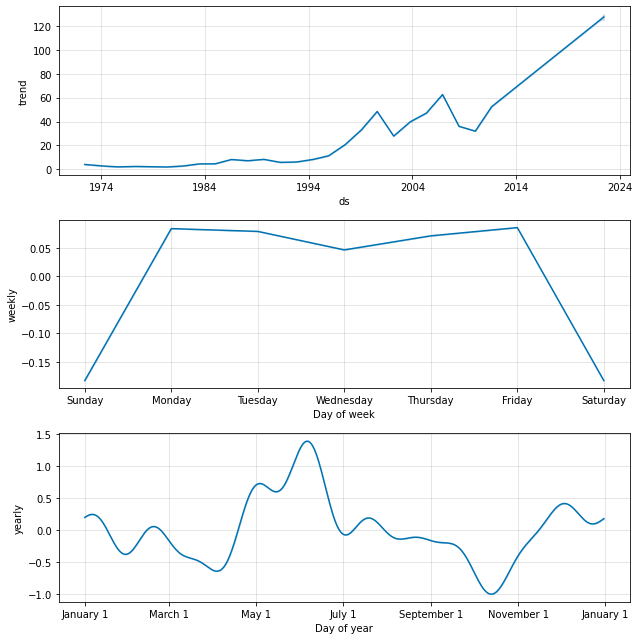 120
100
80
60
40
20
0
trend
1974 1984 1994 2004 2014 2024
ds
0.05
0.00
−0.05
−0.10
−0.15
weekly
Sunday Monday Tuesday Wednesday Thursday Friday Saturday
Day of week
1.5
1.0
0.5
0.0
−0.5
−1.0
yearly
January 1 March 1 May 1 July 1 September 1 November 1 January 1
Day of year